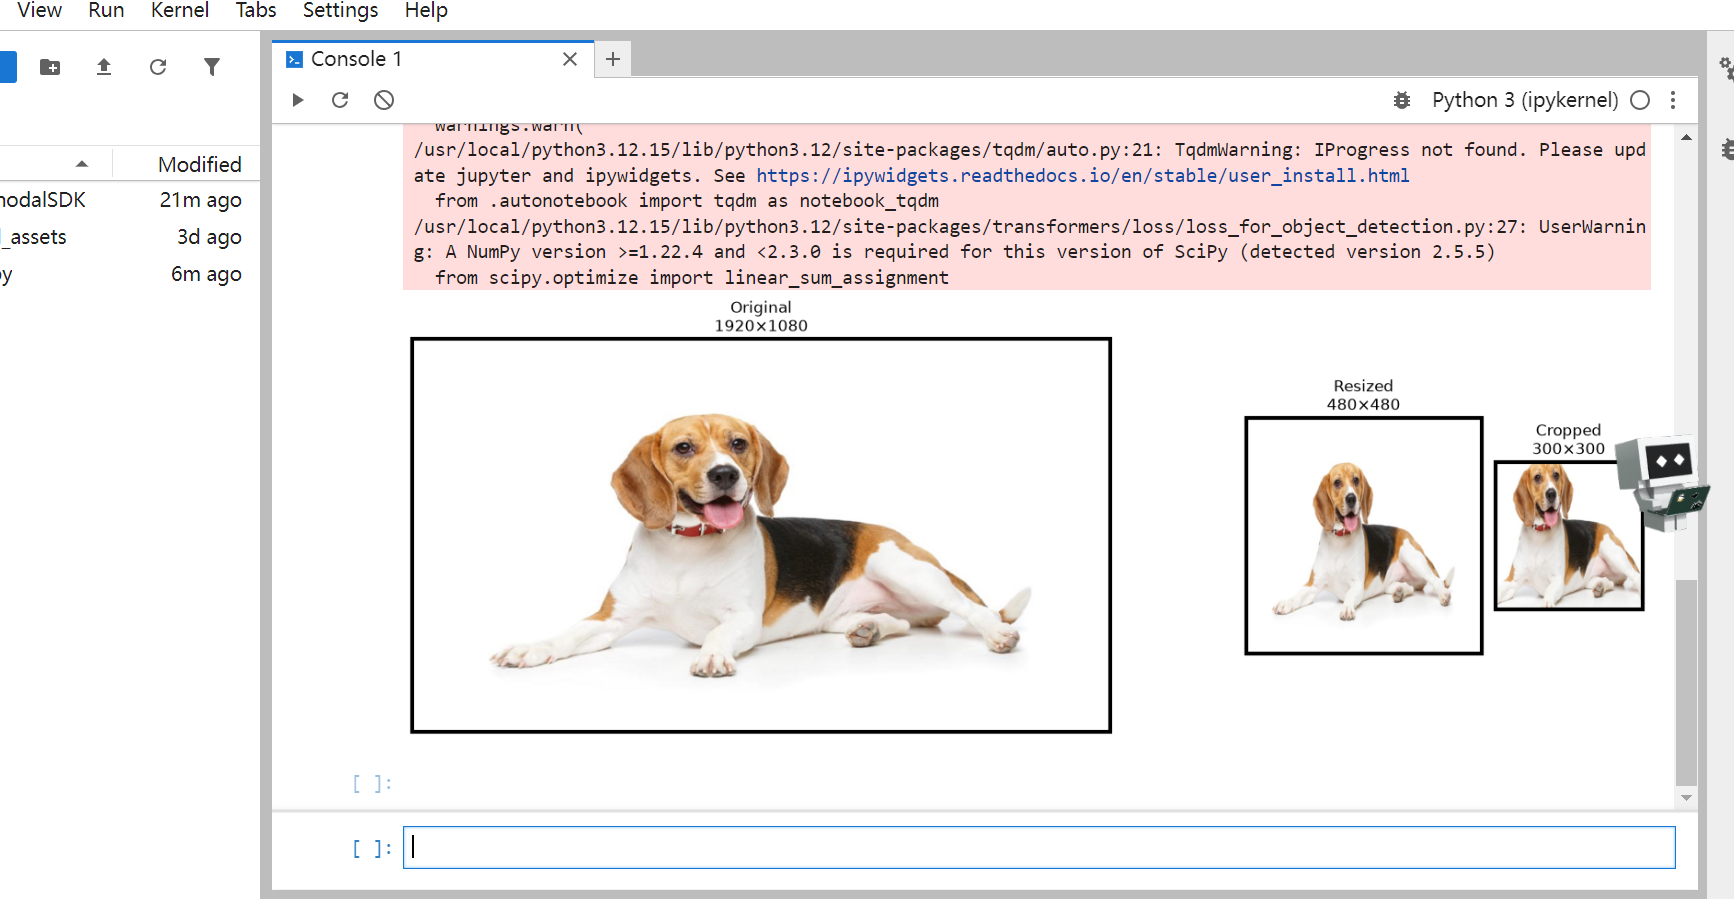 View Run Kernel Tabs Settings Help
Console 1
Python 3 (ipykernel)
Modified
nodalSDK 21m ago
_assets 3d ago
py 6m ago
warnings.warn(
/usr/local/python3.12.15/lib/python3.12/site-packages/tqdm/auto.py:21: TqdmWarning: IProgress not found. Please upd
ate jupyter and ipywidgets. See https://ipywidgets.readthedocs.io/en/stable/user_install.html
from .autonotebook import tqdm as notebook_tqdm
/usr/local/python3.12.15/lib/python3.12/site-packages/transformers/loss/loss_for_object_detection.py:27: UserWarnin
g: A NumPy version >=1.22.4 and <2.3.0 is required for this version of SciPy (detected version 2.5.5)
from scipy.optimize import linear_sum_assignment
Original
1920×1080
Resized
480×480
Cropped
300×300
[ ]:
[ ]: